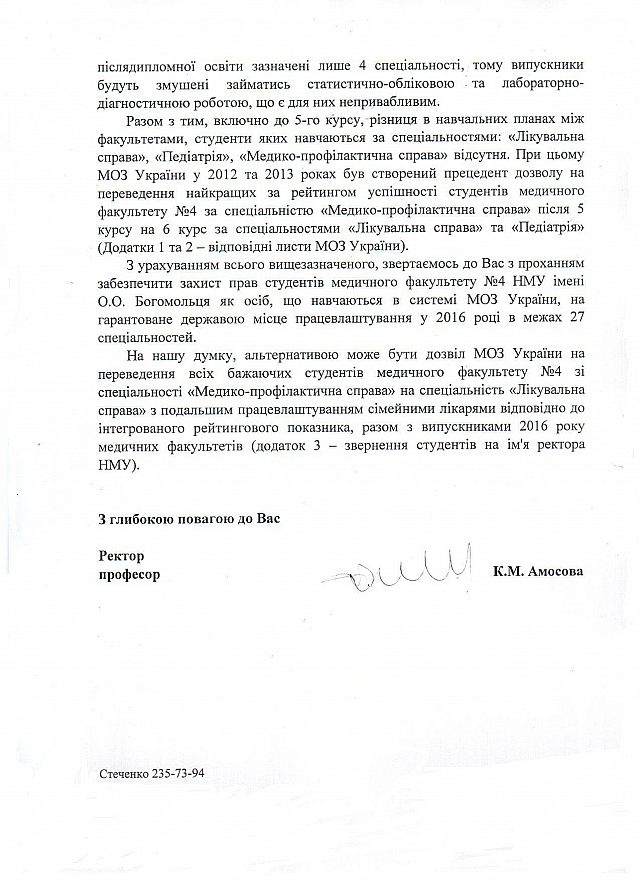 післядипломної освіти зазначені лише 4 спеціальності, тому випускники
будуть змушені займатись статистично-обліковою та лабораторно-
діагностичною роботою, що є для них непривабливим.
Разом з тим, включно до 5-го курсу, різниця в навчальних планах між
факультетами, студенти яких навчаються за спеціальностями: «Лікувальна
справа», «Педіатрія», «Медико-профілактична справа» відсутня. При цьому
МОЗ України у 2012 та 2013 роках був створений прецедент дозволу на
переведення найкращих за рейтингом успішності студентів медичного
факультету №4 за спеціальністю «Медико-профілактична справа» після 5
курсу на 6 курс за спеціальностями «Лікувальна справа» та «Педіатрія»
(Додатки 1 та 2 – відповідні листи МОЗ України).
З урахуванням всього вищезазначеного, звертаємось до Вас з проханням
забезпечити захист прав студентів медичного факультету №4 НМУ імені
О.О. Богомольця як осіб, що навчаються в системі МОЗ України, на
гарантоване державою місце працевлаштування у 2016 році в межах 27
спеціальностей.
На нашу думку, альтернативою може бути дозвіл МОЗ України на
переведення всіх бажаючих студентів медичного факультету №4 зі
спеціальності «Медико-профілактична справа» на спеціальність «Лікувальна
справа» з подальшим працевлаштуванням сімейними лікарями відповідно до
інтегрованого рейтингового показника, разом з випускниками 2016 року
медичних факультетів (додаток 3 – звернення студентів на ім'я ректора
НМУ).
З глибокою повагою до Вас
Ректор
професор К.М. Амосова
Стеченко 235-73-94